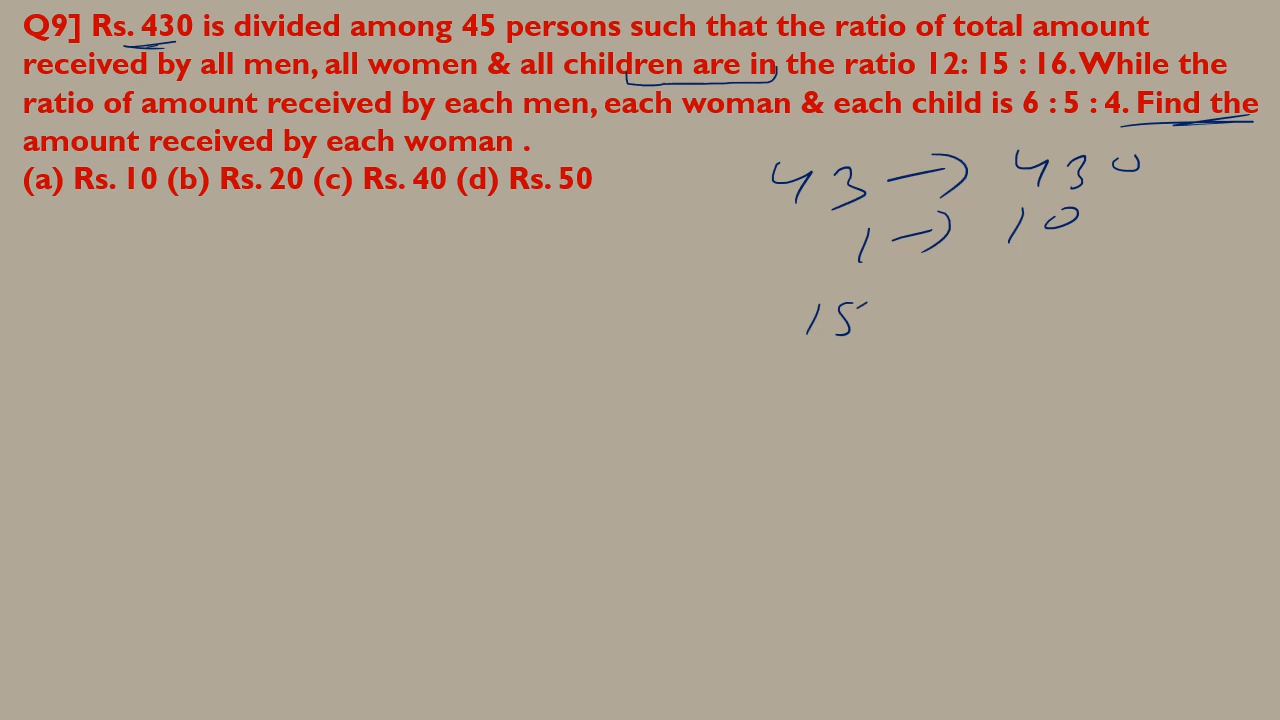 Q9] Rs. 430 is divided among 45 persons such that the ratio of total amount
received by all men, all women & all children are in the ratio 12: 15 : 16. While the
ratio of amount received by each men, each woman & each child is 6 : 5 : 4. Find the
amount received by each woman .
(a) Rs. 10 (b) Rs. 20 (c) Rs. 40 (d) Rs. 50
43 → 430
1 → 10
15